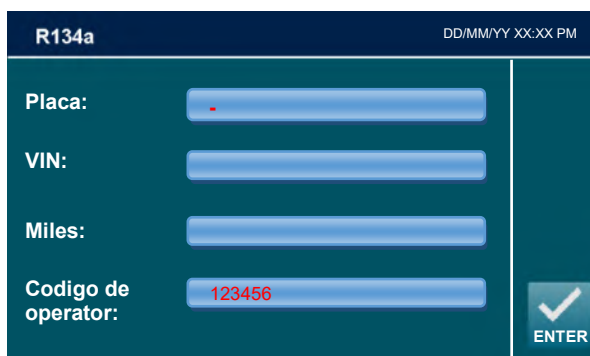 R134a
DD/MM/YY XX:XX PM
Placa:
-
VIN:
Miles:
Codigo de
operator:
123456
ENTER